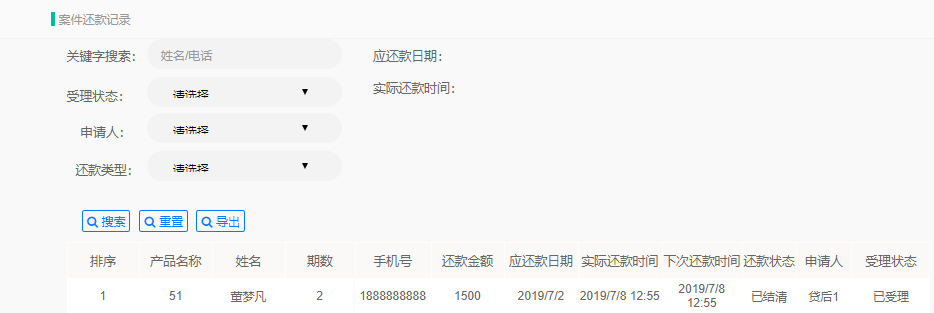 案件还款记录
关键字搜索: 姓名/电话 应还款日期:
受理状态: 请选择 实际还款时间:
申请人: 请选择
还款类型: 请选择
搜索 重置 导出
排序 产品名称 姓名 期数 手机号 还款金额 应还款日期 实际还款时间 下次还款时间 还款状态 申请人 受理状态
1 51 董梦凡 2 1888888888 1500 2019/7/2 2019/7/8 12:55 2019/7/8 12:55 已结清 贷后1 已受理